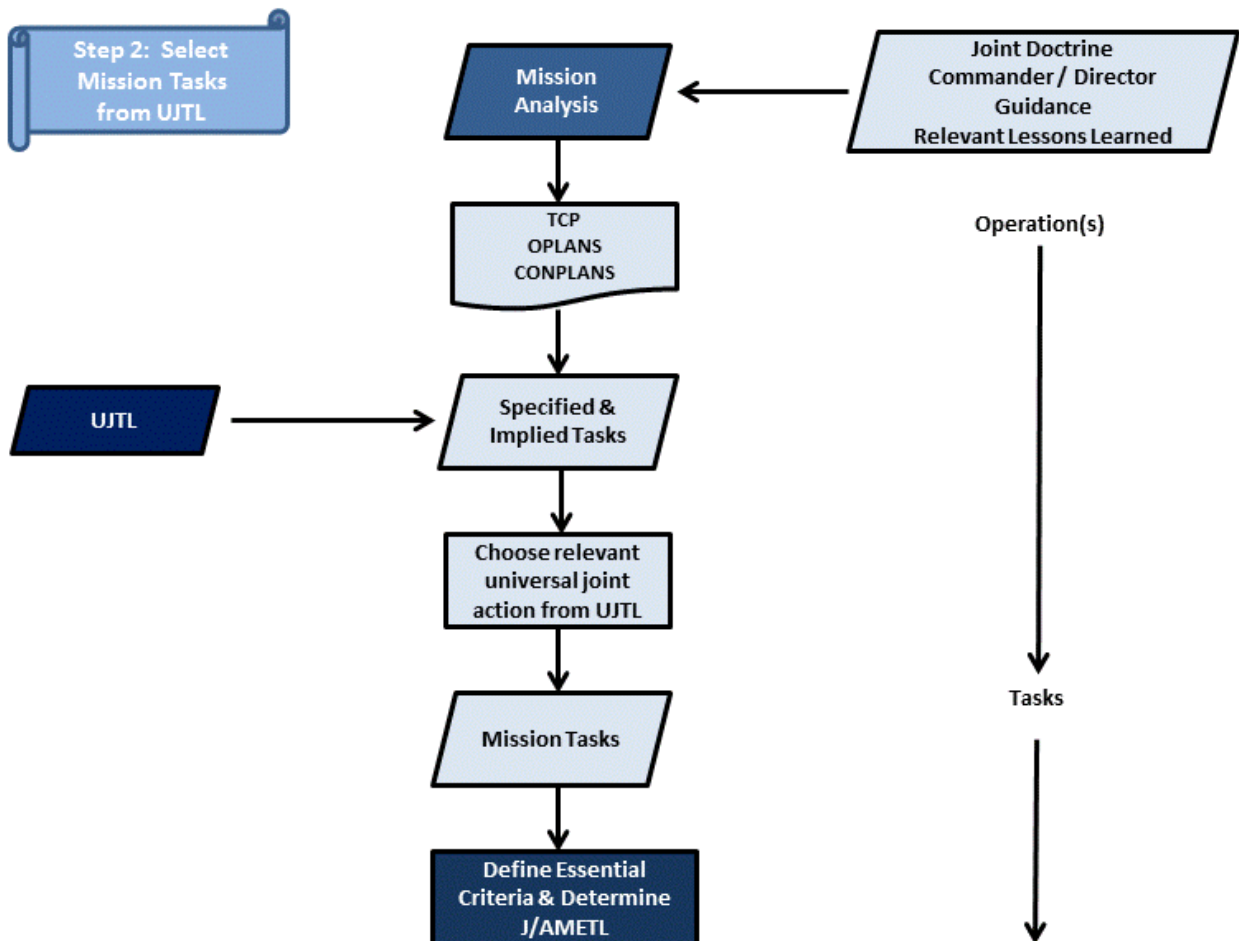 Step 2: Select
Mission Tasks
from UJTL
Mission
Analysis
Joint Doctrine
Commander / Director
Guidance
Relevant Lessons Learned
TCP
OPLANS
CONPLANS
Operation(s)
UJTL
Specified &
Implied Tasks
Choose relevant
universal joint
action from UJTL
Tasks
Mission Tasks
Define Essential
Criteria & Determine
J/AMETL